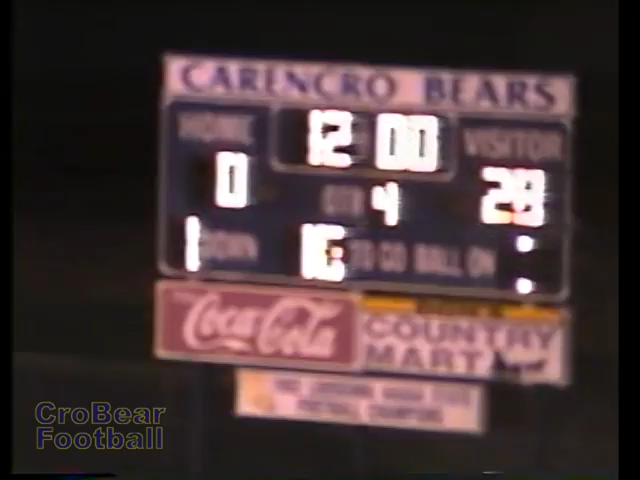 CARENCRO BEARS
HOME 12:00 VISITOR
0 QTR 4 28
1 DOWN TO GO BALL ON
Coca-Cola
COUNTRY
MART
CroBear
Football